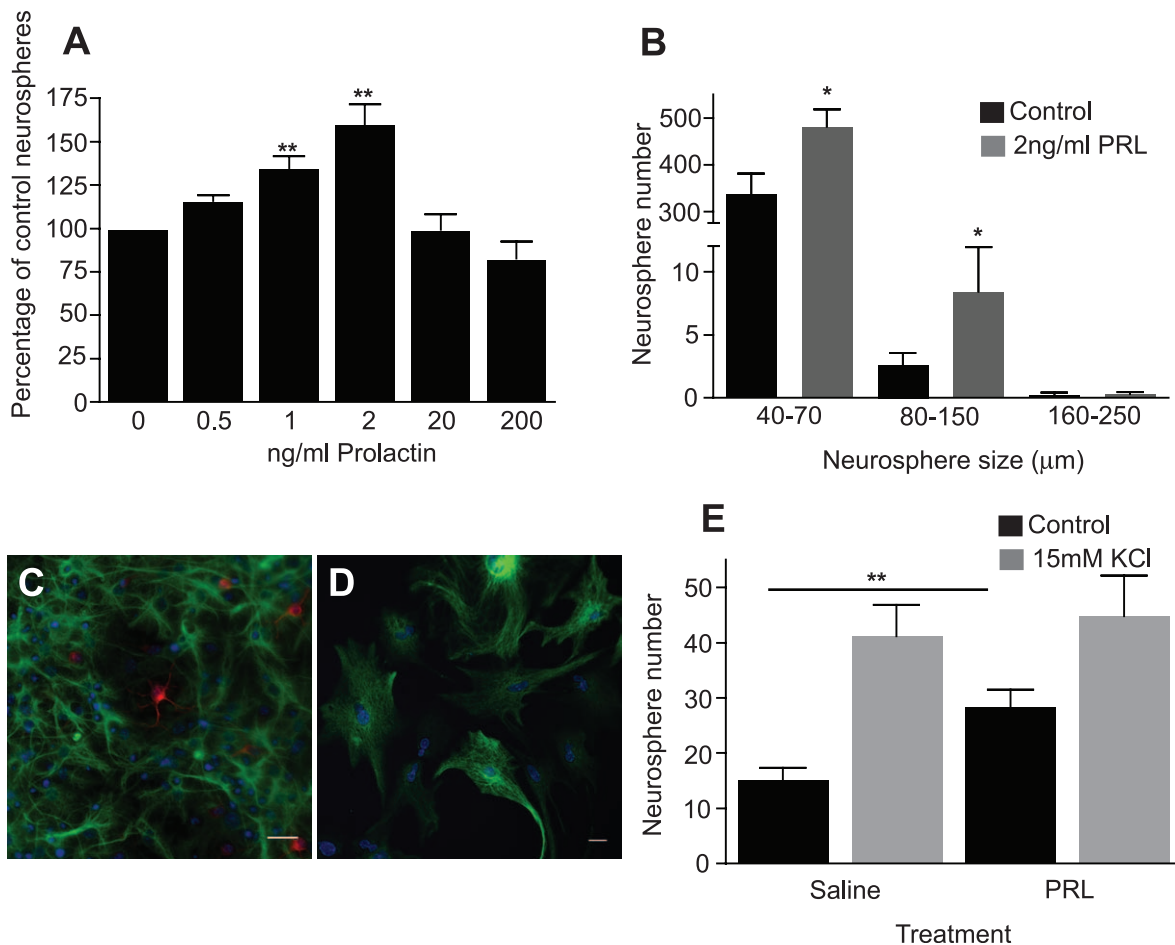 A
Percentage of control neurospheres
175
150
125
100
75
50
25
0
** **
0 0.5 1 2 20 200
ng/ml Prolactin
B
Neurosphere number
500
400
300
10
5
0
* *
Control
2ng/ml PRL
40-70 80-150 160-250
Neurosphere size (μm)
C
D
E
Neurosphere number
Control
15mM KCl
50
40
30
20
10
0
**
Saline PRL
Treatment